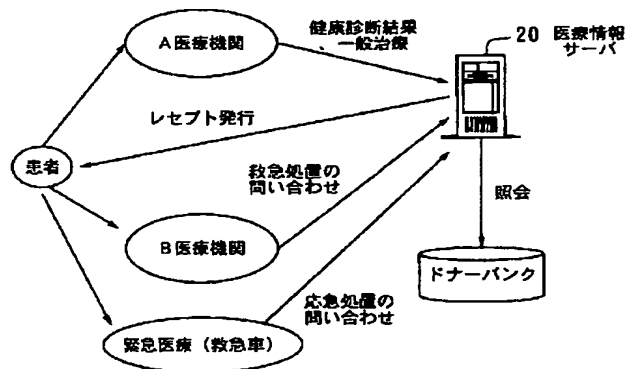 A医療機関
健康診断結果
、一般治療
20 医療情報
サーバ
レセプト発行
患者
救急処置の
問い合わせ
照会
B医療機関
ドナーバンク
応急処置の
問い合わせ
緊急医療(救急車)